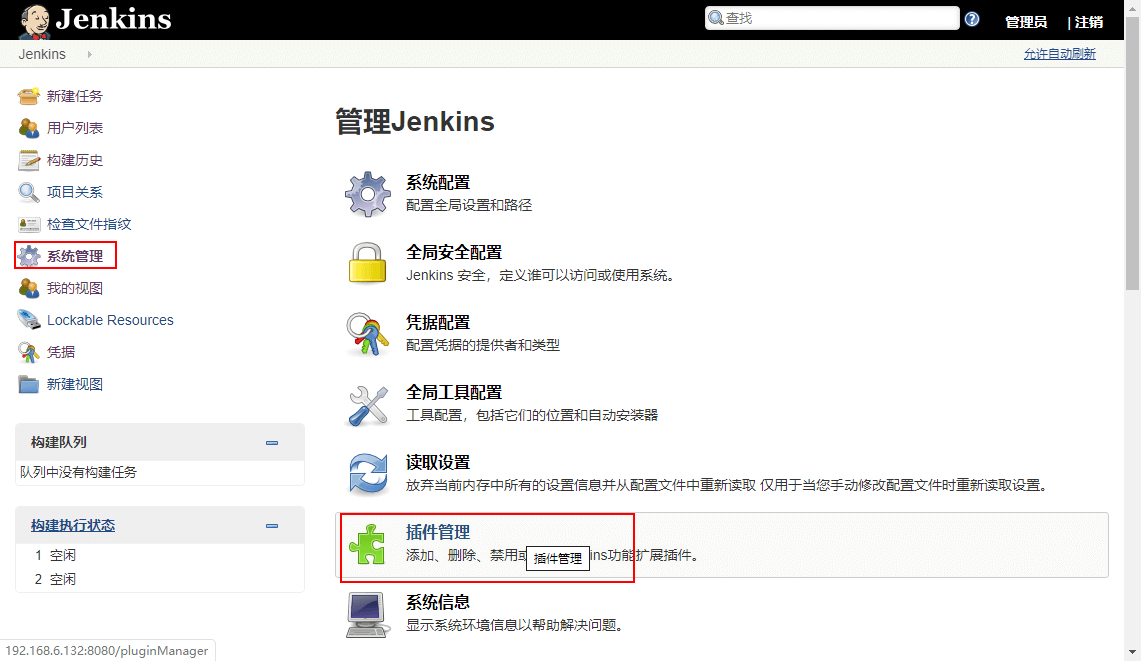 Jenkins
查找
管理员
| 注销
Jenkins
允许自动刷新
新建任务
用户列表
构建历史
项目关系
检查文件指纹
系统管理
我的视图
Lockable Resources
凭据
新建视图
构建队列
队列中没有构建任务
构建执行状态
1 空闲
2 空闲
管理Jenkins
系统配置
配置全局设置和路径
全局安全配置
Jenkins 安全，定义谁可以访问或使用系统。
凭据配置
配置凭据的提供者和类型
全局工具配置
工具配置，包括它们的位置和自动安装器
读取设置
放弃当前内存中所有的设置信息并从配置文件中重新读取 仅用于当您手动修改配置文件时重新读取设置。
插件管理
添加、删除、禁用或 ins功能扩展插件。
插件管理
系统信息
显示系统环境信息以帮助解决问题。
192.168.6.132:8080/pluginManager